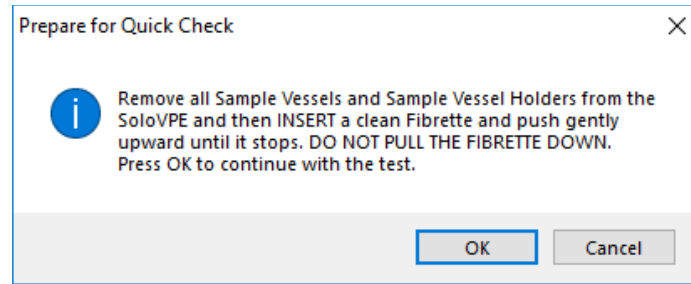 Prepare for Quick Check
Remove all Sample Vessels and Sample Vessel Holders from the
SoloVPE and then INSERT a clean Fibrette and push gently
upward until it stops. DO NOT PULL THE FIBRETTE DOWN.
Press OK to continue with the test.
OK
Cancel